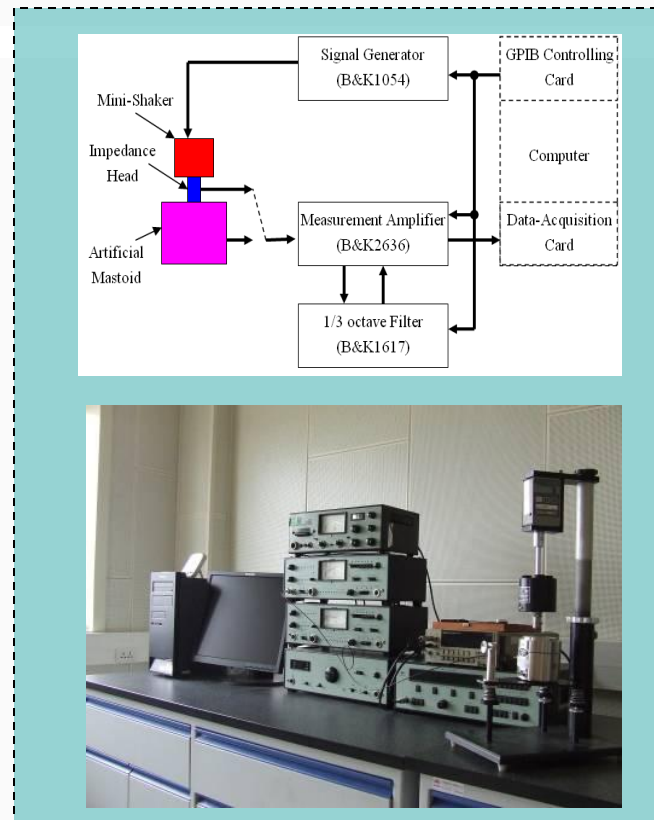 Signal Generator
(B&K1054)
GPIB Controlling
Card
Mini-Shaker
Impedance
Head
Computer
Measurement Amplifier
(B&K2636)
Data-Acquisition
Card
Artificial
Mastoid
1/3 octave Filter
(B&K1617)